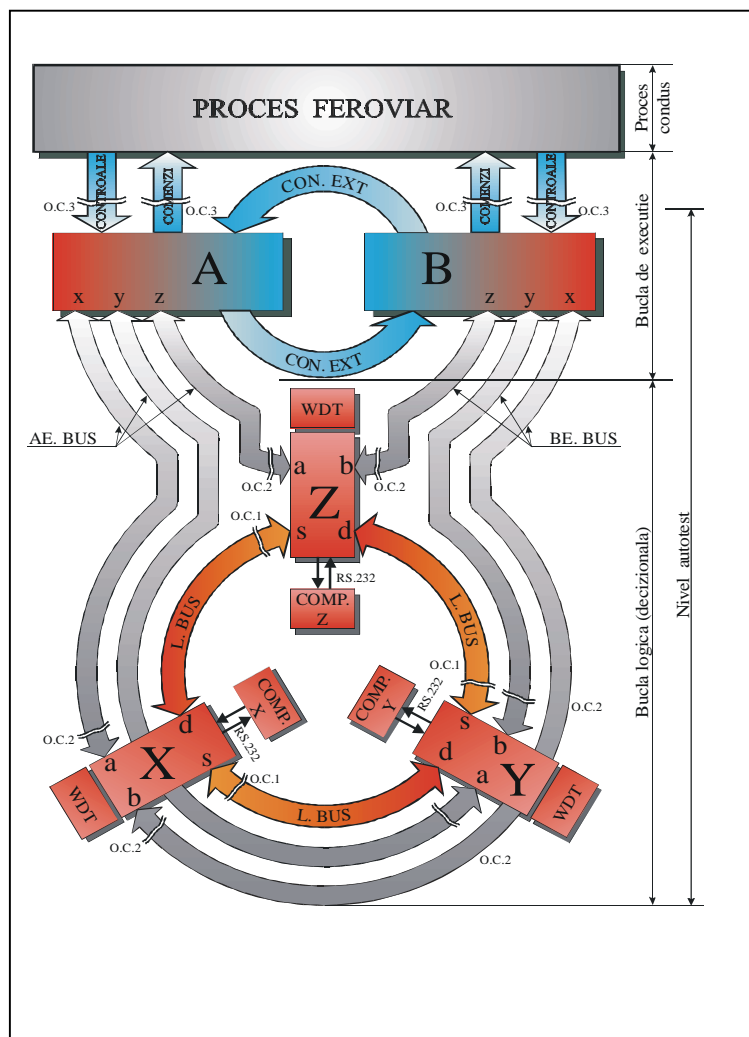 PROCES FEROVIAR
Proces
condus
CONTROALE
COMENZI
COMENZI
CONTROALE
O.C.3
O.C.3
O.C.3
O.C.3
CON. EXT
A
B
x y z
z y x
CON. EXT
Bucla de executie
WDT
AE. BUS
BE. BUS
a b
Z
s d
O.C.2
O.C.2
O.C.1
RS.232
COMP.
Z
L. BUS
L. BUS
Bucla logica (decizionala)
Nivel autotest
O.C.1
COMP.
X
RS.232
COMP.
Y
RS.232
O.C.2
O.C.2
d
a
X
s
b
WDT
s
b
d
a
Y
WDT
O.C.1
L. BUS
O.C.2
O.C.2